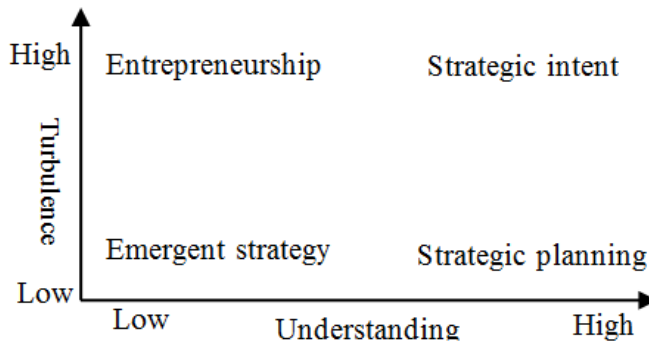 High
Entrepreneurship
Strategic intent
Turbulence
Emergent strategy
Strategic planning
Low
Low
Understanding
High